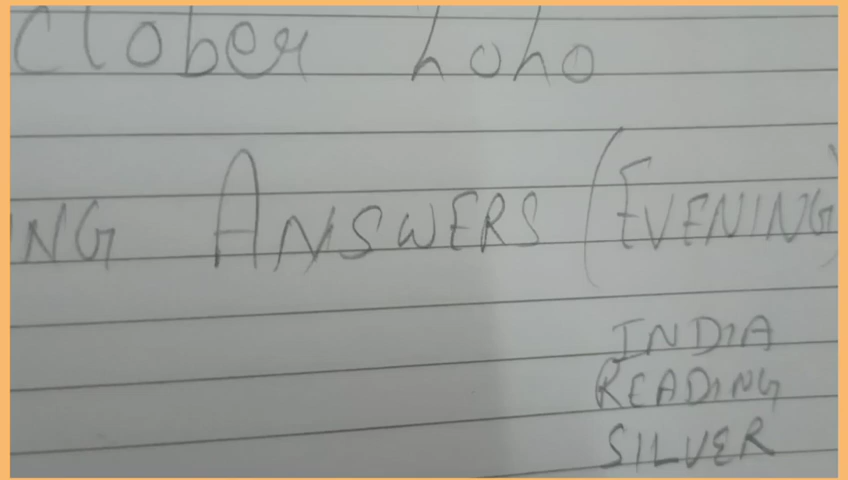 ctober 2020
NG ANSWERS (EVENING)
INDIA
READING
SILVER